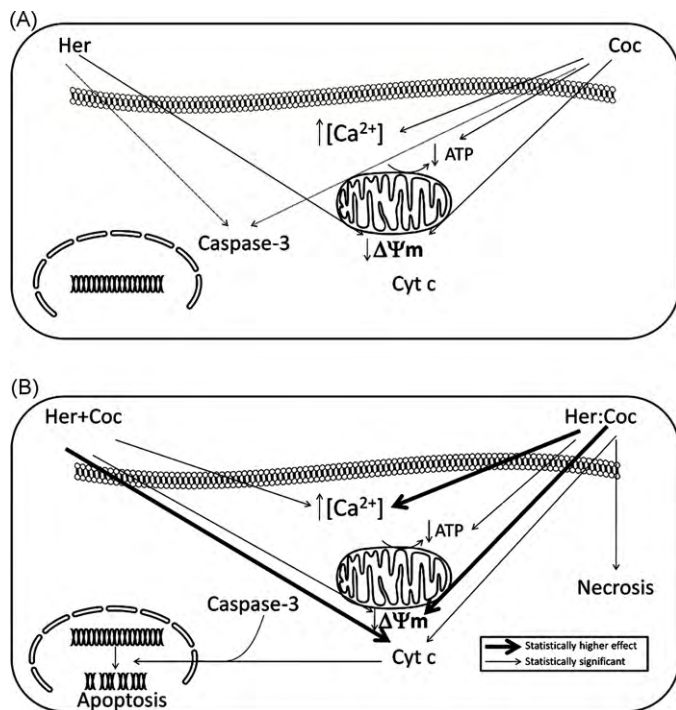 (A)
Her
Coc
↑[Ca²⁺]
↓ ATP
Caspase-3
↓ΔΨm
Cyt c
(B)
Her+Coc
Her:Coc
↑[Ca²⁺]
↓ATP
Necrosis
Caspase-3
↓ΔΨm
Cyt c
Statistically higher effect
Statistically significant
Apoptosis